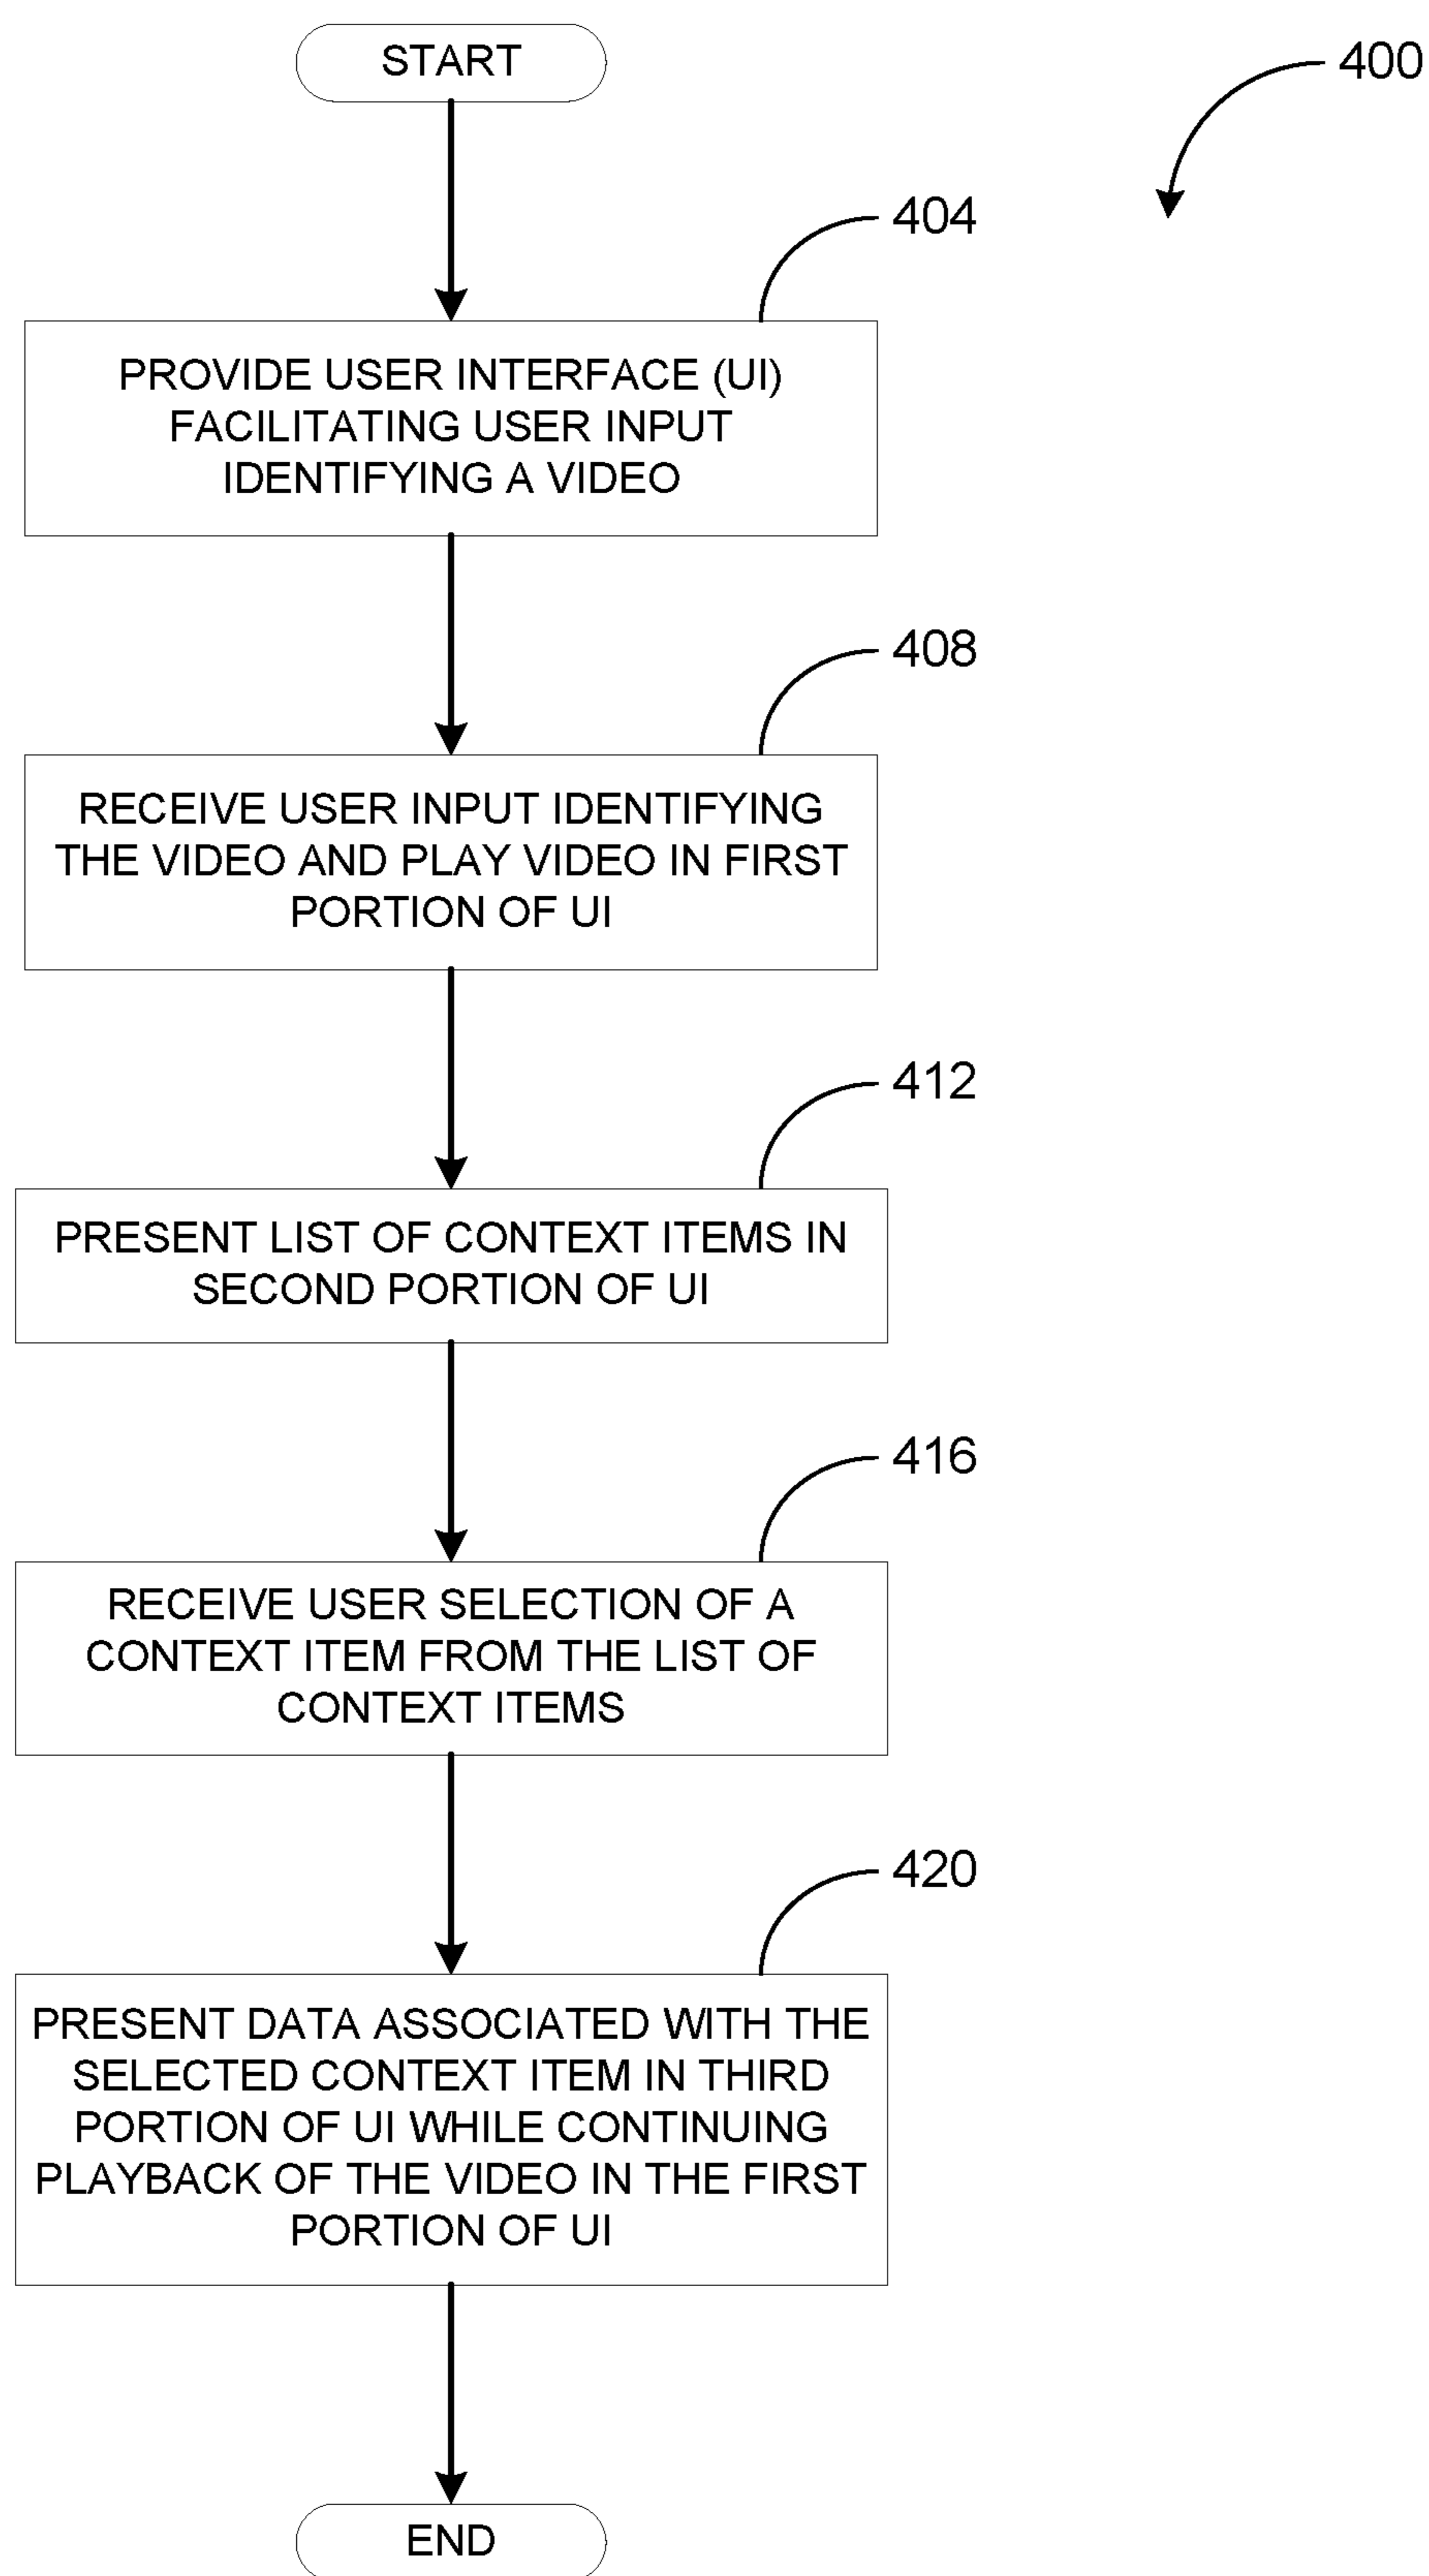 START
400
404
PROVIDE USER INTERFACE (UI)
FACILITATING USER INPUT
IDENTIFYING A VIDEO
408
RECEIVE USER INPUT IDENTIFYING
THE VIDEO AND PLAY VIDEO IN FIRST
PORTION OF UI
412
PRESENT LIST OF CONTEXT ITEMS IN
SECOND PORTION OF UI
416
RECEIVE USER SELECTION OF A
CONTEXT ITEM FROM THE LIST OF
CONTEXT ITEMS
420
PRESENT DATA ASSOCIATED WITH THE
SELECTED CONTEXT ITEM IN THIRD
PORTION OF UI WHILE CONTINUING
PLAYBACK OF THE VIDEO IN THE FIRST
PORTION OF UI
END